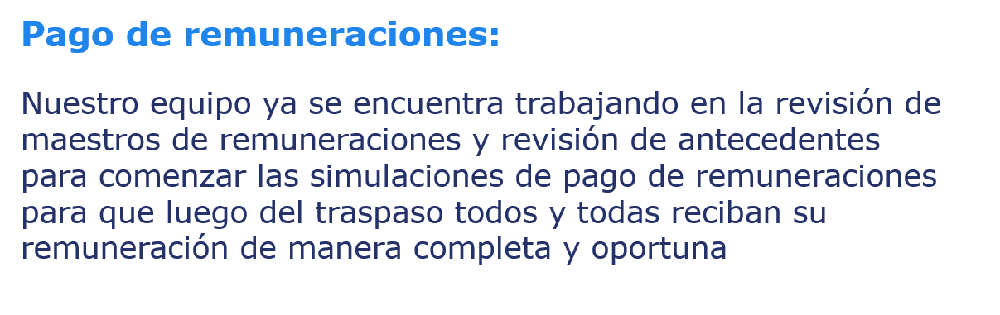 Pago de remuneraciones:
Nuestro equipo ya se encuentra trabajando en la revisión de
maestros de remuneraciones y revisión de antecedentes
para comenzar las simulaciones de pago de remuneraciones
para que luego del traspaso todos y todas reciban su
remuneración de manera completa y oportuna